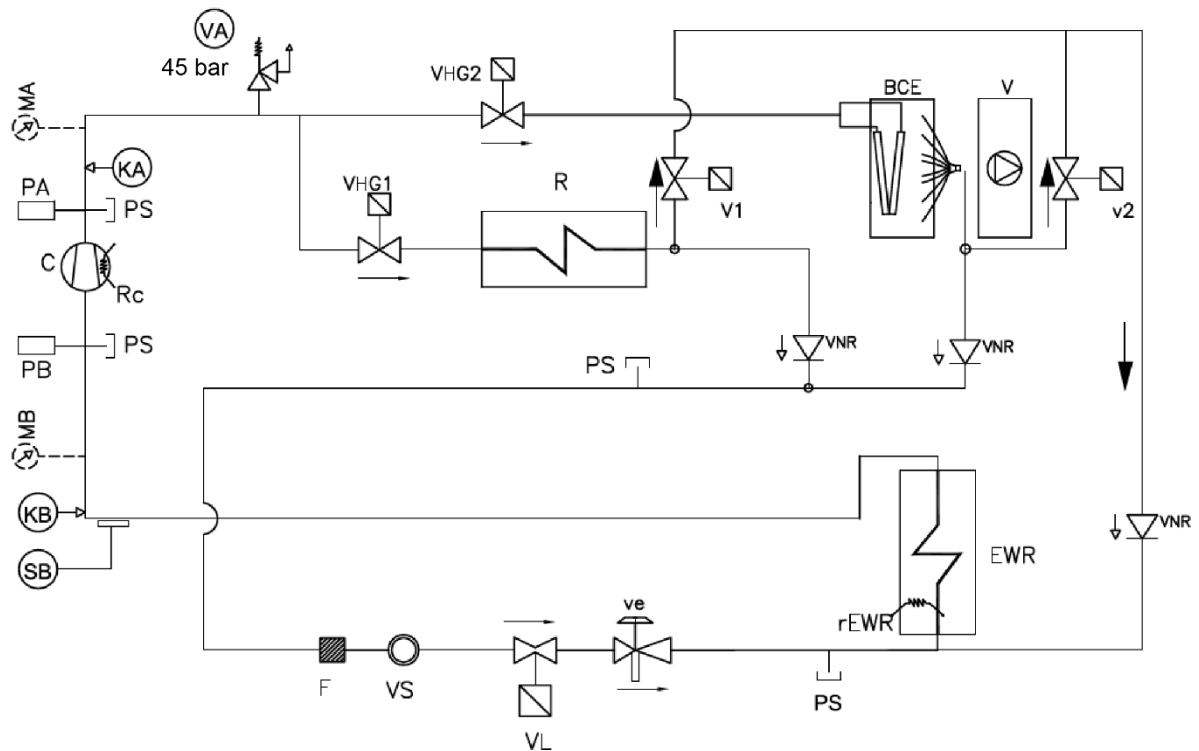 VA
45 bar
VHG2
BCE
V
MA
KA
VHG1
R
PA
PS
V1
v2
C
Rc
PS
PB
PS
VNR
VNR
MB
KB
VNR
EWR
SB
ve
rEWR
F
VS
VL
PS